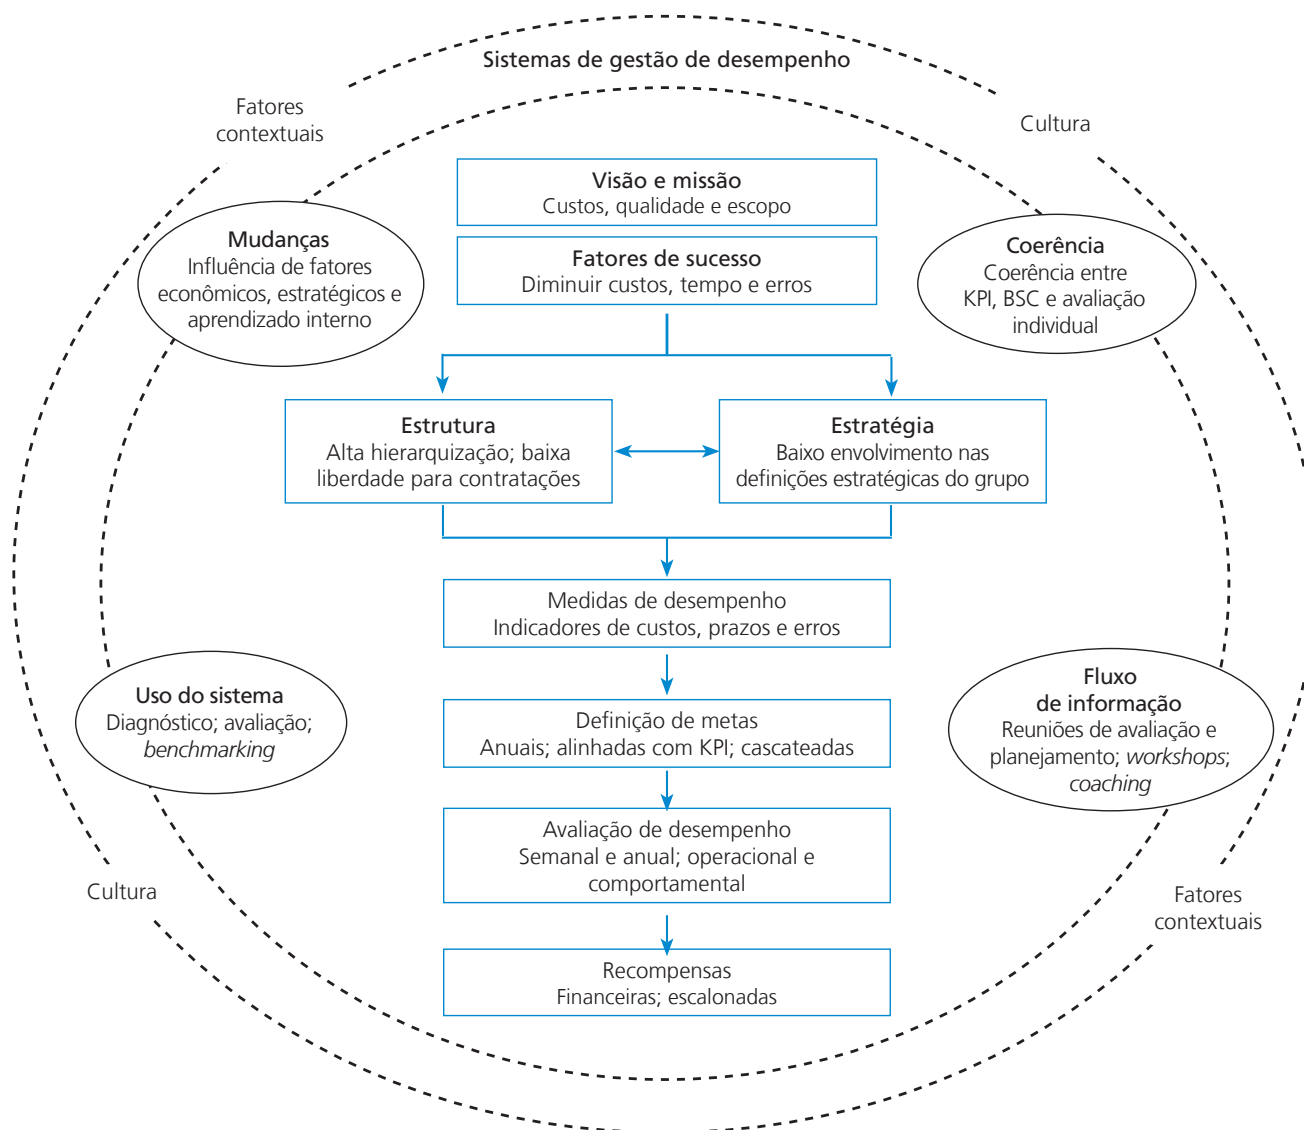 Sistemas de gestão de desempenho
Fatores
contextuais
Cultura
Visão e missão
Custos, qualidade e escopo
Fatores de sucesso
Diminuir custos, tempo e erros
Mudanças
Influência de fatores
econômicos, estratégicos e
aprendizado interno
Coerência
Coerência entre
KPI, BSC e avaliação
individual
Estrutura
Alta hierarquização; baixa
liberdade para contratações
Estratégia
Baixo envolvimento nas
definições estratégicas do grupo
Medidas de desempenho
Indicadores de custos, prazos e erros
Uso do sistema
Diagnóstico; avaliação;
benchmarking
Definição de metas
Anuais; alinhadas com KPI; cascateadas
Fluxo
de informação
Reuniões de avaliação e
planejamento; workshops;
coaching
Avaliação de desempenho
Semanal e anual; operacional e
comportamental
Cultura
Fatores
contextuais
Recompensas
Financeiras; escalonadas